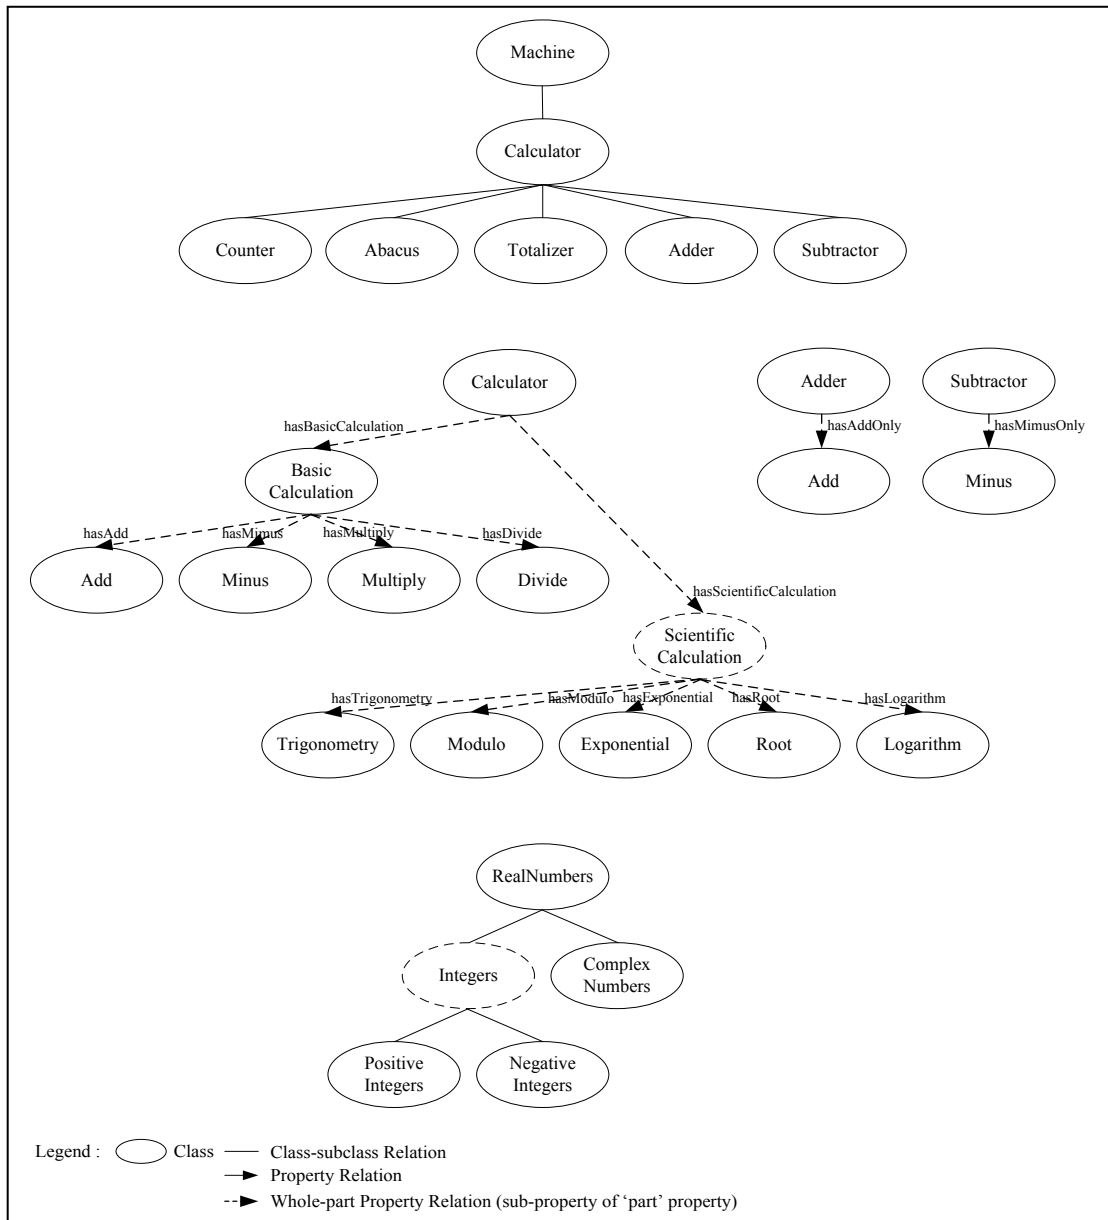 Machine
Calculator
Counter
Abacus
Totalizer
Adder
Subtractor
Calculator
Adder
Subtractor
hasBasicCalculation
hasAddOnly
hasMimusOnly
Basic
Calculation
Add
Minus
hasAdd
hasMimus
hasMultiply
hasDivide
Add
Minus
Multiply
Divide
hasScientificCalculation
Scientific
Calculation
hasTrigonometry
hasModulo
hasExponential
hasRoot
hasLogarithm
Trigonometry
Modulo
Exponential
Root
Logarithm
RealNumbers
Integers
Complex
Numbers
Positive
Integers
Negative
Integers
Legend :
Class
Class-subclass Relation
Property Relation
Whole-part Property Relation (sub-property of ‘part’ property)